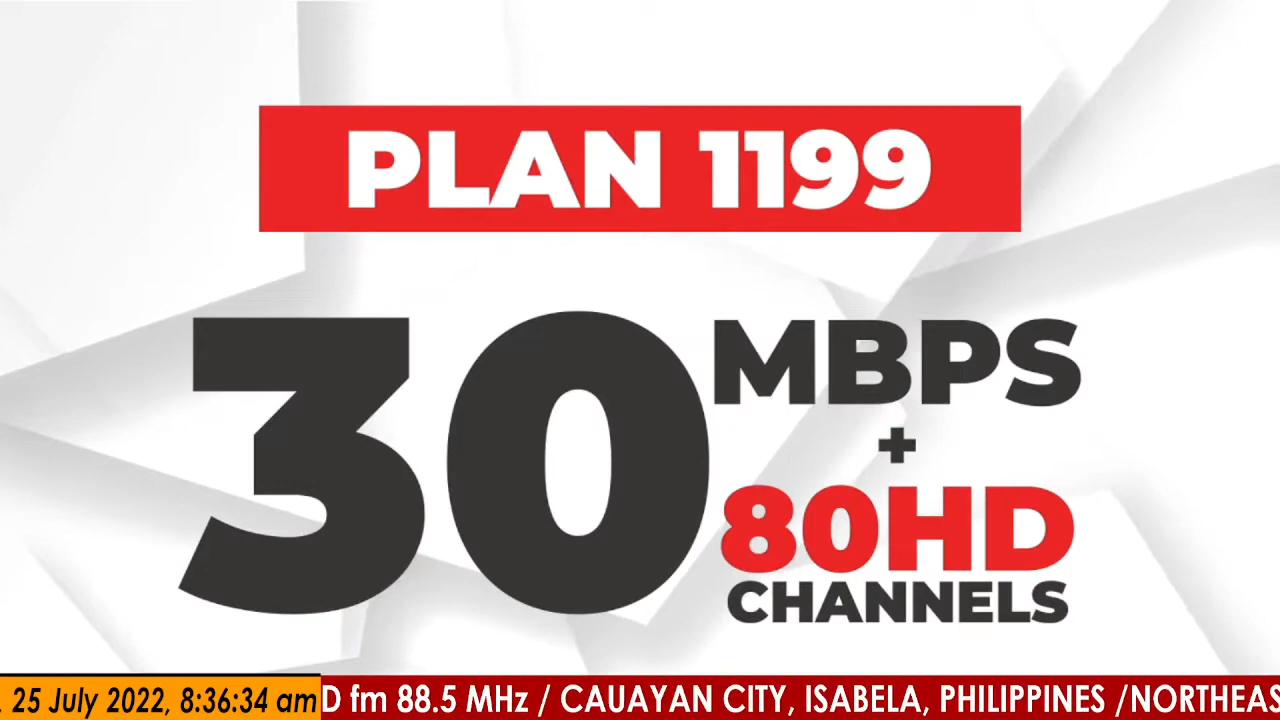 PLAN 1199
30 MBPS
+
80HD
CHANNELS
25 July 2022, 8:36:34 am
D fm 88.5 MHz / CAUAYAN CITY, ISABELA, PHILIPPINES /NORTHEAS